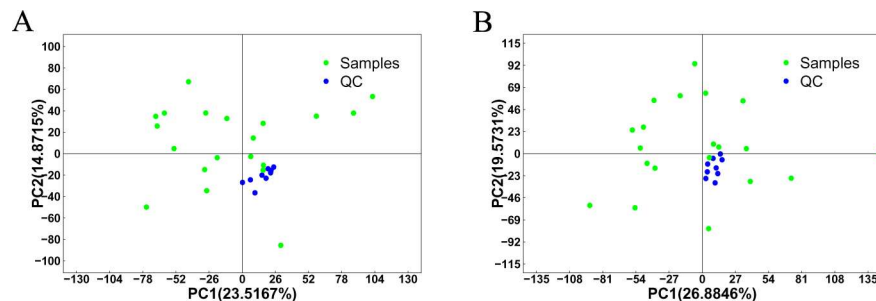 A
100
80
60
40
20
0
−20
−40
−60
−80
−100
PC2(14.8715%)
Samples
QC
−130 −104 −78 −52 −26 0 26 52 78 104 130
PC1(23.5167%)
B
115
92
69
46
23
0
−23
−46
−69
−92
−115
PC2(19.5731%)
Samples
QC
−135 −108 −81 −54 −27 0 27 54 81 108 135
PC1(26.8846%)